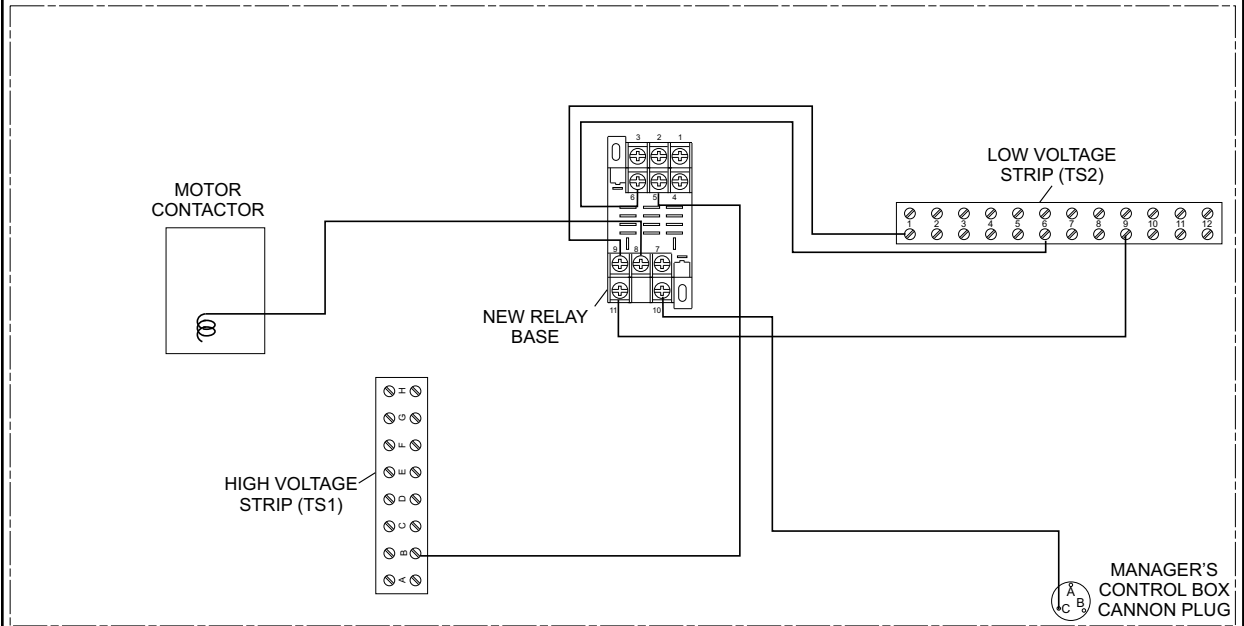 3 2 1
LOW VOLTAGE
STRIP (TS2)
MOTOR
CONTACTOR
6 5 4
1 2 3 4 5 6 7 8 9 10 11 12
9 8 7
NEW RELAY
BASE
11 10
H
G
F
E
D
C
B
A
HIGH VOLTAGE
STRIP (TS1)
A
B
C
MANAGER'S
CONTROL BOX
CANNON PLUG